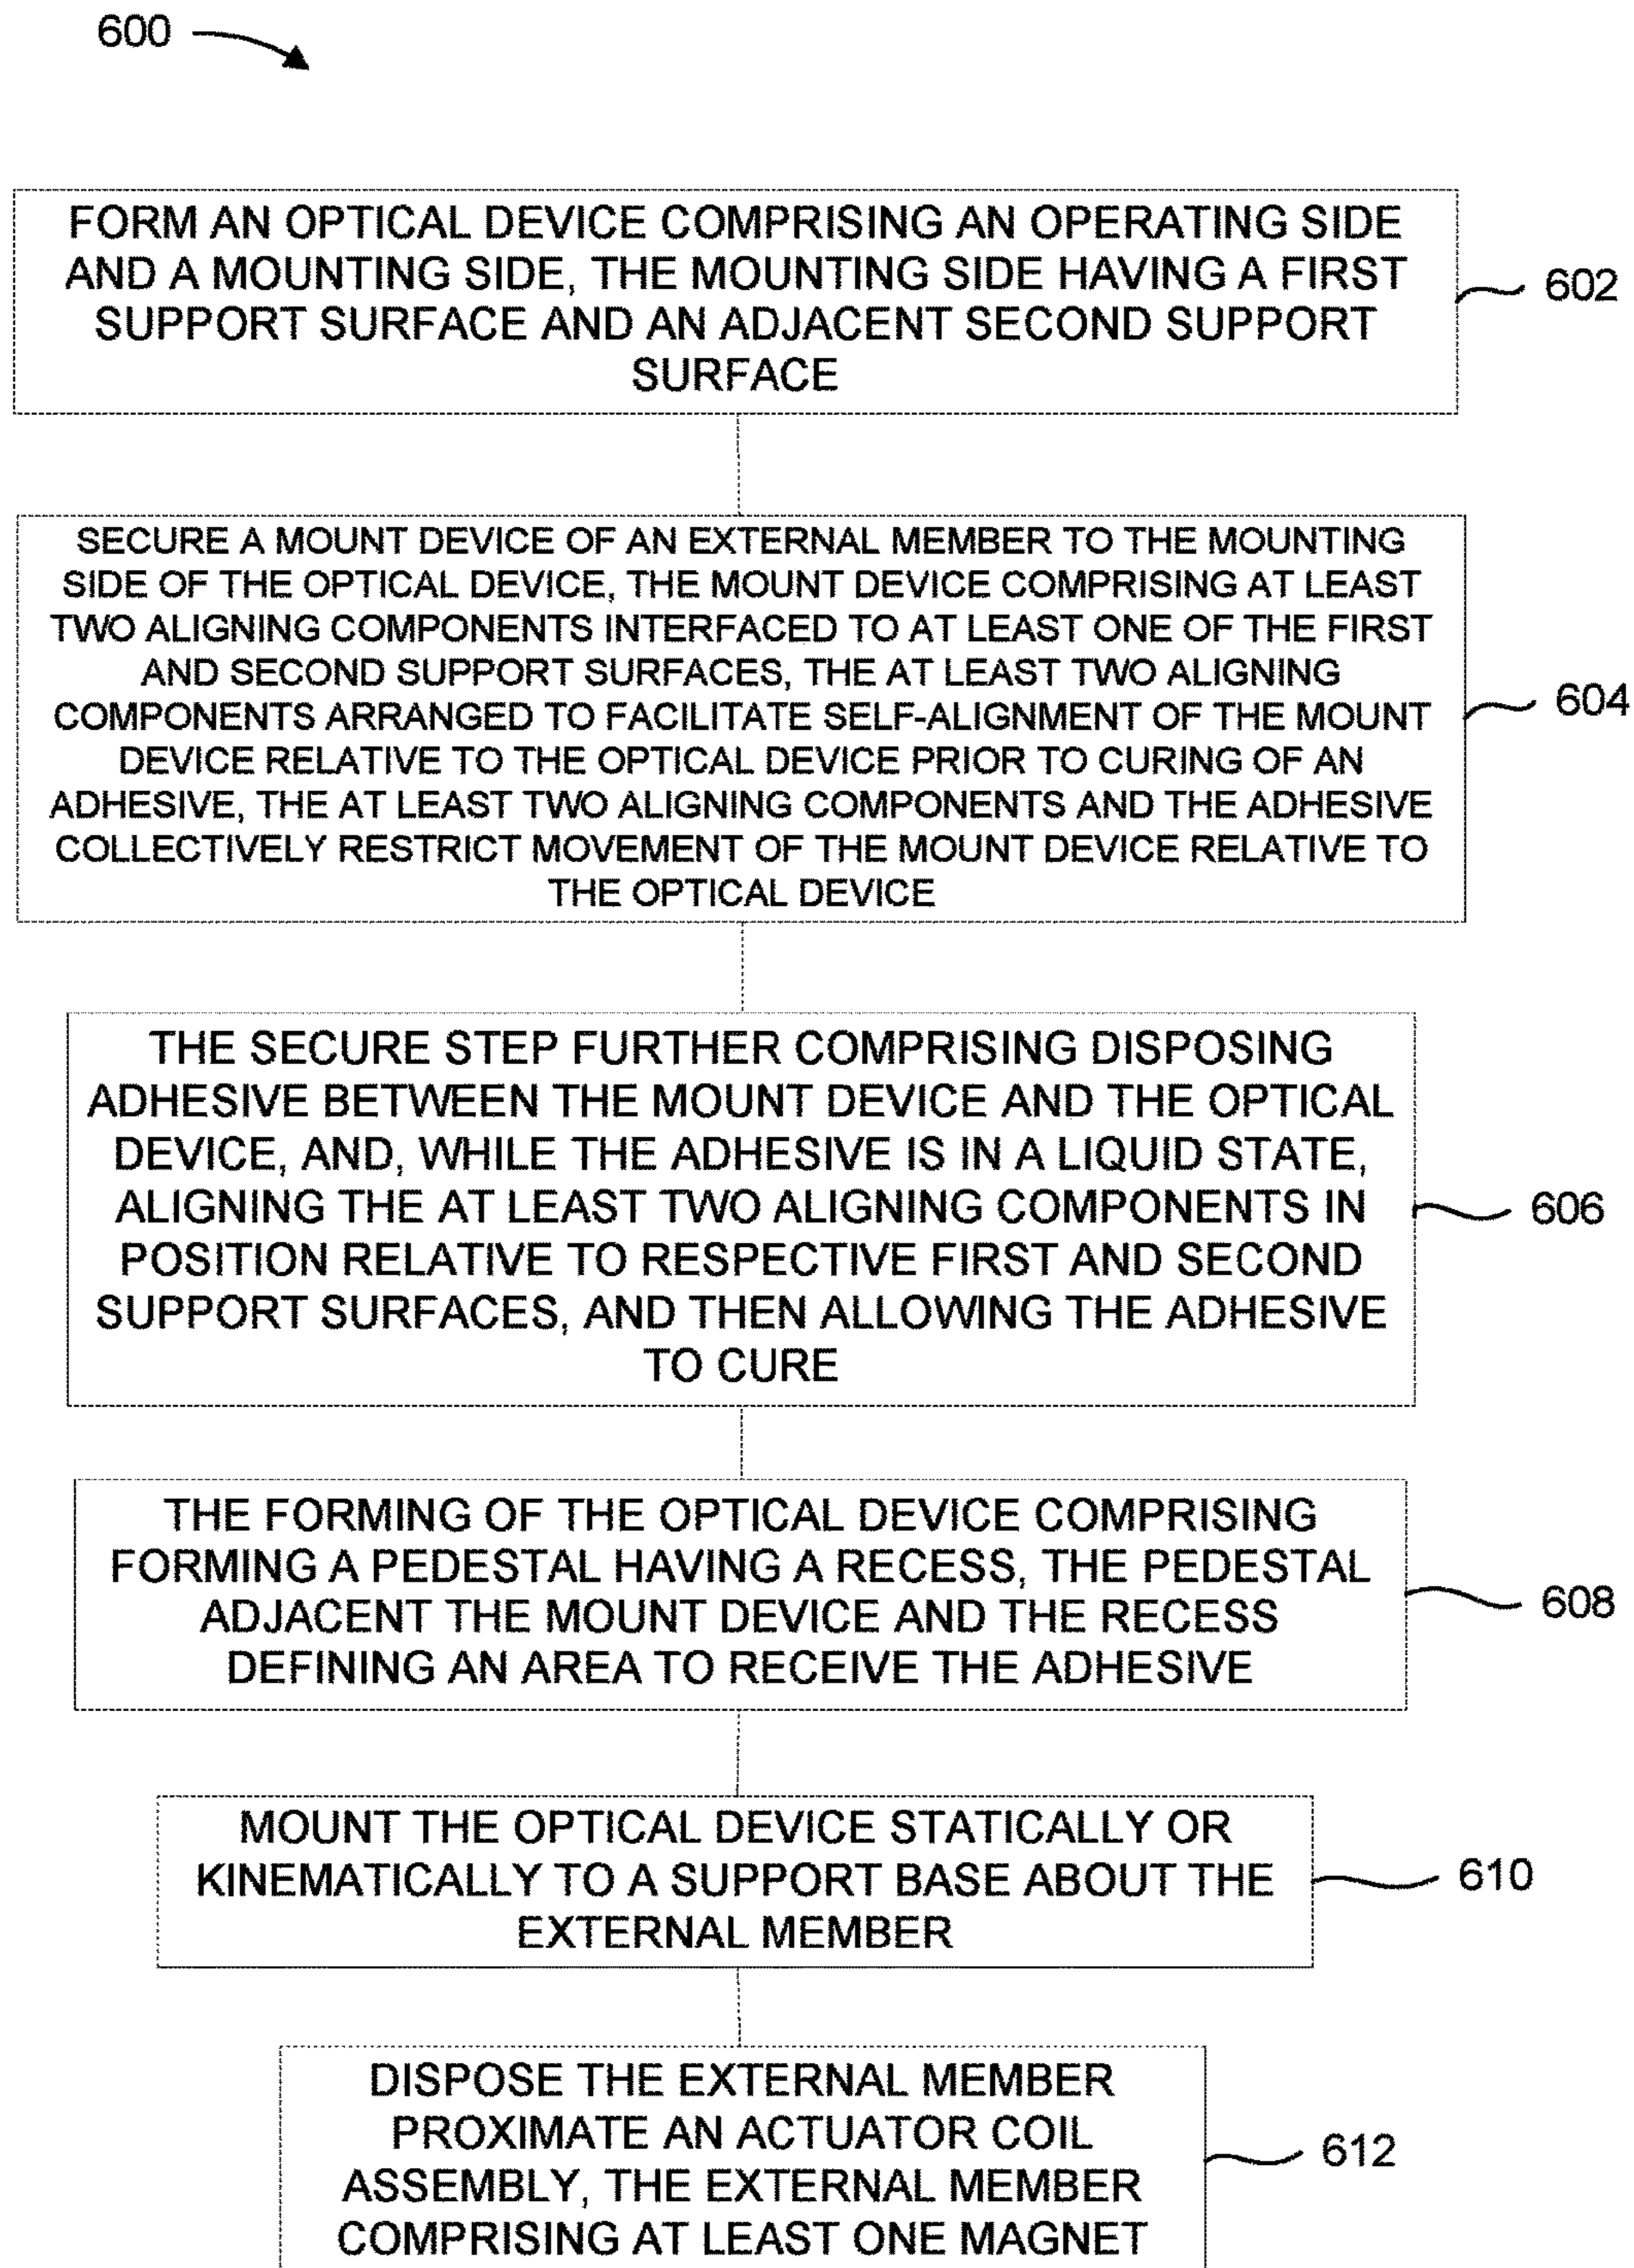 600
FORM AN OPTICAL DEVICE COMPRISING AN OPERATING SIDE
AND A MOUNTING SIDE, THE MOUNTING SIDE HAVING A FIRST
SUPPORT SURFACE AND AN ADJACENT SECOND SUPPORT
SURFACE
602
SECURE A MOUNT DEVICE OF AN EXTERNAL MEMBER TO THE MOUNTING
SIDE OF THE OPTICAL DEVICE, THE MOUNT DEVICE COMPRISING AT LEAST
TWO ALIGNING COMPONENTS INTERFACED TO AT LEAST ONE OF THE FIRST
AND SECOND SUPPORT SURFACES, THE AT LEAST TWO ALIGNING
COMPONENTS ARRANGED TO FACILITATE SELF-ALIGNMENT OF THE MOUNT
DEVICE RELATIVE TO THE OPTICAL DEVICE PRIOR TO CURING OF AN
ADHESIVE, THE AT LEAST TWO ALIGNING COMPONENTS AND THE ADHESIVE
COLLECTIVELY RESTRICT MOVEMENT OF THE MOUNT DEVICE RELATIVE TO
THE OPTICAL DEVICE
604
THE SECURE STEP FURTHER COMPRISING DISPOSING
ADHESIVE BETWEEN THE MOUNT DEVICE AND THE OPTICAL
DEVICE, AND, WHILE THE ADHESIVE IS IN A LIQUID STATE,
ALIGNING THE AT LEAST TWO ALIGNING COMPONENTS IN
POSITION RELATIVE TO RESPECTIVE FIRST AND SECOND
SUPPORT SURFACES, AND THEN ALLOWING THE ADHESIVE
TO CURE
606
THE FORMING OF THE OPTICAL DEVICE COMPRISING
FORMING A PEDESTAL HAVING A RECESS, THE PEDESTAL
ADJACENT THE MOUNT DEVICE AND THE RECESS
DEFINING AN AREA TO RECEIVE THE ADHESIVE
608
MOUNT THE OPTICAL DEVICE STATICALLY OR
KINEMATICALLY TO A SUPPORT BASE ABOUT THE
EXTERNAL MEMBER
610
DISPOSE THE EXTERNAL MEMBER
PROXIMATE AN ACTUATOR COIL
ASSEMBLY, THE EXTERNAL MEMBER
COMPRISING AT LEAST ONE MAGNET
612